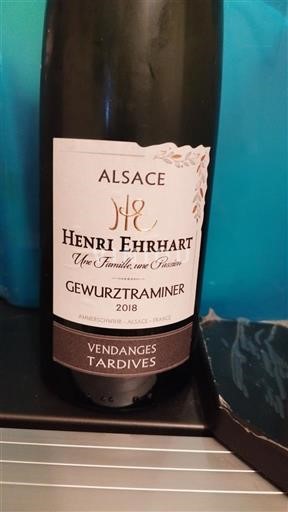 ALSACE
HE
HENRI EHRHART
Une Famille, une Passion
GEWURZTRAMINER
2018
AMMERSCHWIHR - ALSACE - FRANCE
VENDANGES
TARDIVES